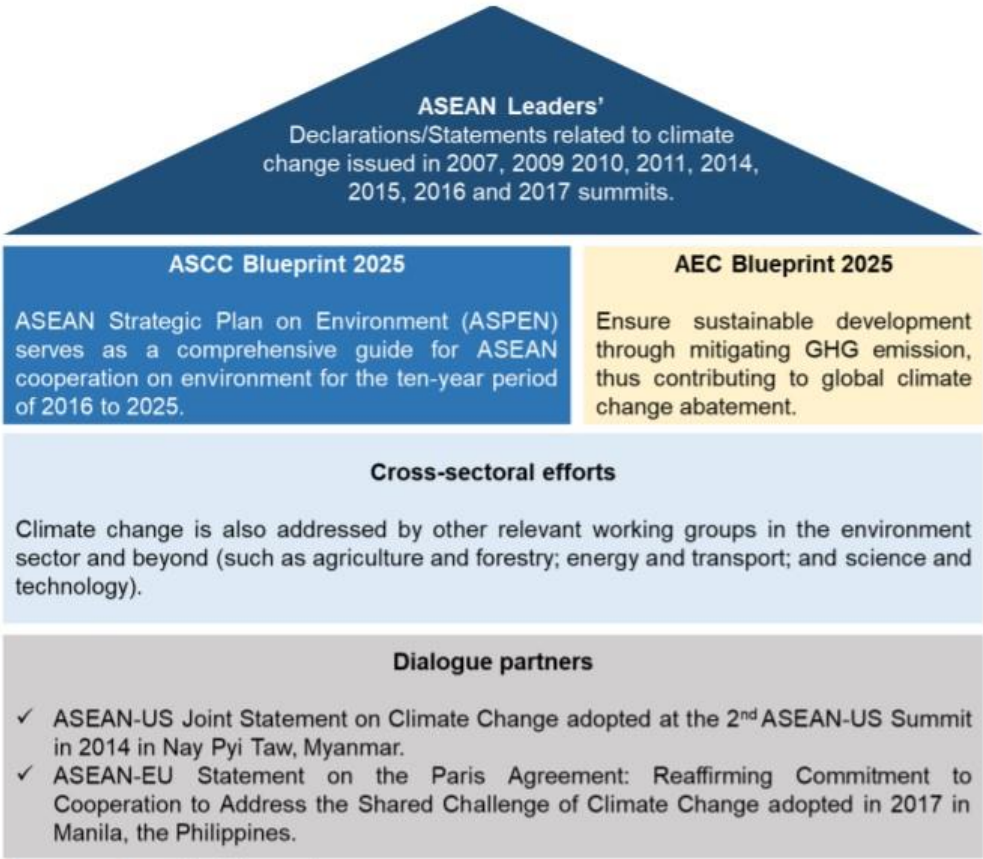 ASEAN Leaders'
Declarations/Statements related to climate
change issued in 2007, 2009 2010, 2011, 2014,
2015, 2016 and 2017 summits.
ASCC Blueprint 2025
ASEAN Strategic Plan on Environment (ASPEN)
serves as a comprehensive guide for ASEAN
cooperation on environment for the ten-year period
of 2016 to 2025.
AEC Blueprint 2025
Ensure sustainable development
through mitigating GHG emission,
thus contributing to global climate
change abatement.
Cross-sectoral efforts
Climate change is also addressed by other relevant working groups in the environment
sector and beyond (such as agriculture and forestry; energy and transport; and science and
technology).
Dialogue partners
✓ ASEAN-US Joint Statement on Climate Change adopted at the 2nd ASEAN-US Summit
in 2014 in Nay Pyi Taw, Myanmar.
✓ ASEAN-EU Statement on the Paris Agreement: Reaffirming Commitment to
Cooperation to Address the Shared Challenge of Climate Change adopted in 2017 in
Manila, the Philippines.